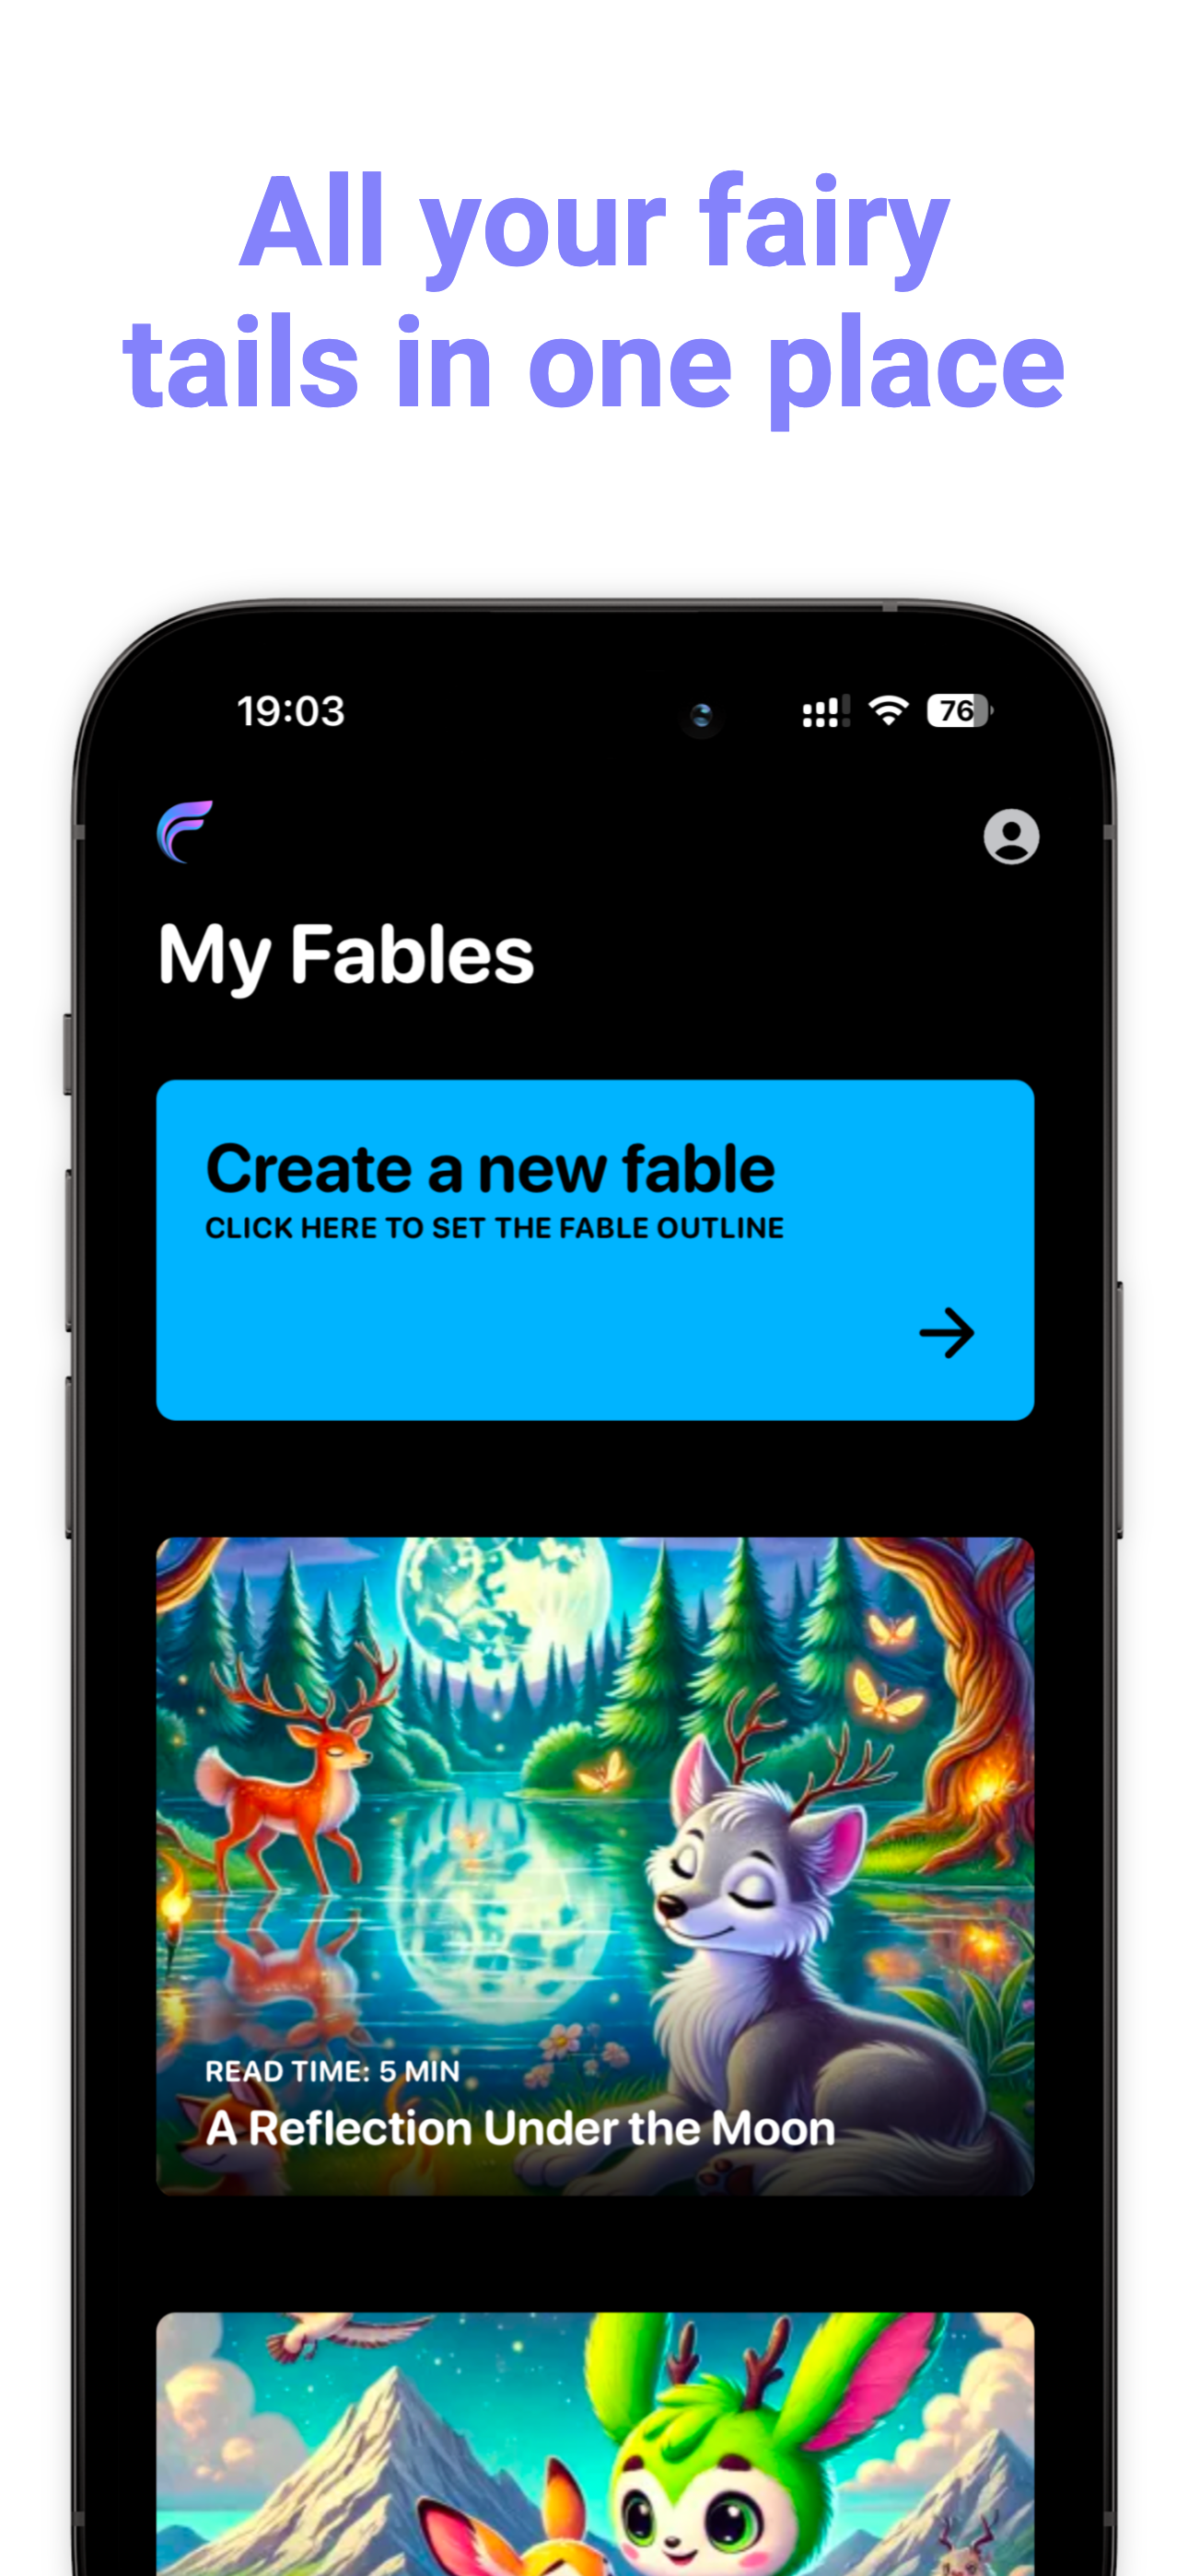 All your fairy
tails in one place
19:03
76
My Fables
Create a new fable
CLICK HERE TO SET THE FABLE OUTLINE
READ TIME: 5 MIN
A Reflection Under the Moon